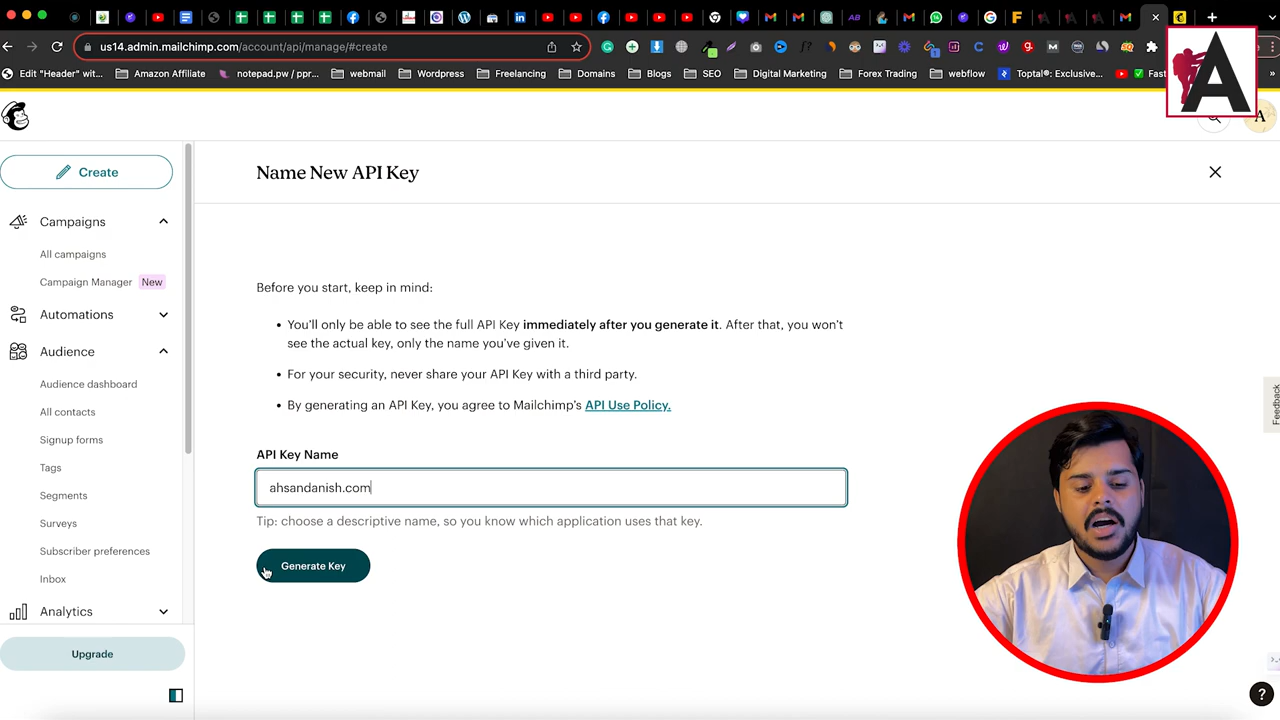 us14.admin.mailchimp.com/account/api/manage/#create
Edit "Header" wit...
Amazon Affiliate
notepad.pw / ppr...
webmail
Wordpress
Freelancing
Domains
Blogs
SEO
Digital Marketing
Forex Trading
webflow
Toptal®: Exclusive...
Fast
A
A
Create
Name New API Key
Campaigns
All campaigns
Campaign Manager New
Automations
Audience
Audience dashboard
All contacts
Signup forms
Tags
Segments
Surveys
Subscriber preferences
Inbox
Analytics
Upgrade
Before you start, keep in mind:
• You'll only be able to see the full API Key immediately after you generate it. After that, you won't
see the actual key, only the name you've given it.
• For your security, never share your API Key with a third party.
• By generating an API Key, you agree to Mailchimp's API Use Policy.
API Key Name
ahsandanish.com
Tip: choose a descriptive name, so you know which application uses that key.
Generate Key
Feedback
?